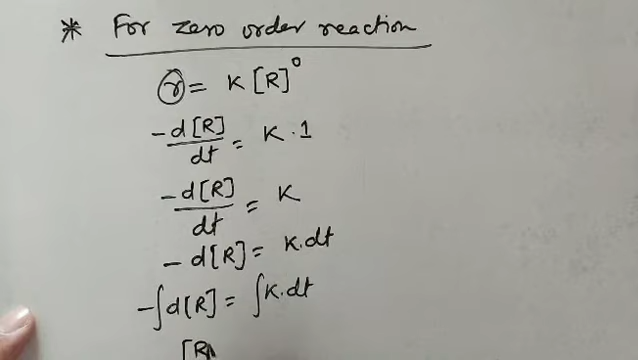 * For zero order reaction
r = K [R]⁰
-d[R]/dt = K . 1
-d[R]/dt = K
- d[R] = K.dt
-∫d[R] = ∫K.dt
[R